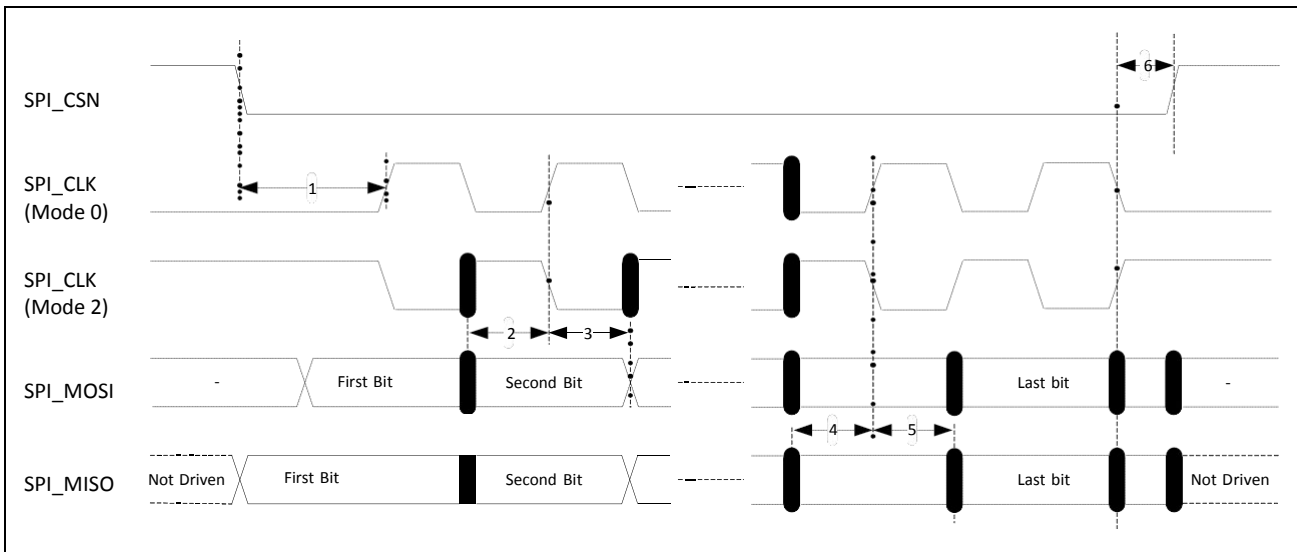 SPI_CSN
6
SPI_CLK
(Mode 0)
1
SPI_CLK
(Mode 2)
2
3
SPI_MOSI
-
First Bit
Second Bit
Last bit
-
4
5
SPI_MISO
Not Driven
First Bit
Second Bit
Last bit
Not Driven